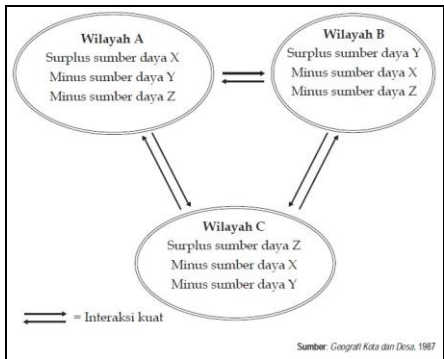 Wilayah A
Surplus sumber daya X
Minus sumber daya Y
Minus sumber daya Z
Wilayah B
Surplus sumber daya Y
Minus sumber daya X
Minus sumber daya Z
Wilayah C
Surplus sumber daya Z
Minus sumber daya X
Minus sumber daya Y
= Interaksi kuat
Sumber: Geografi Kota dan Desa, 1987